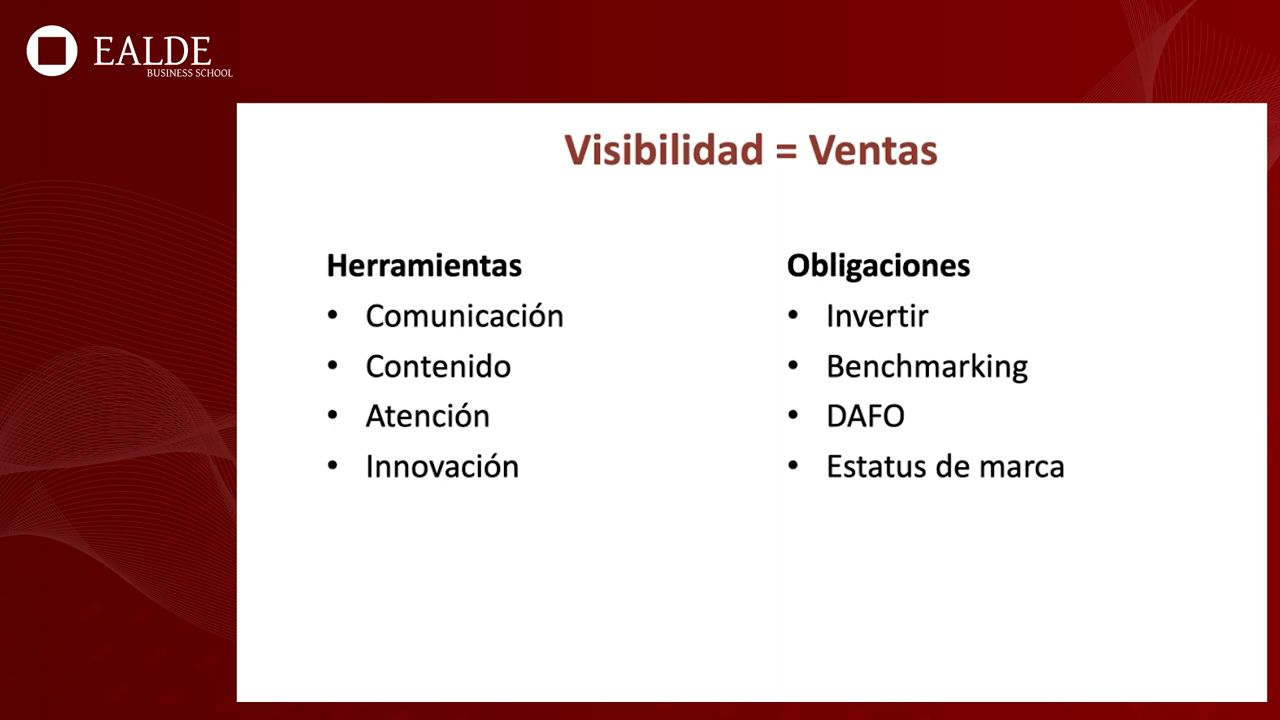 EALDE
BUSINESS SCHOOL
Visibilidad = Ventas
Herramientas
• Comunicación
• Contenido
• Atención
• Innovación
Obligaciones
• Invertir
• Benchmarking
• DAFO
• Estatus de marca